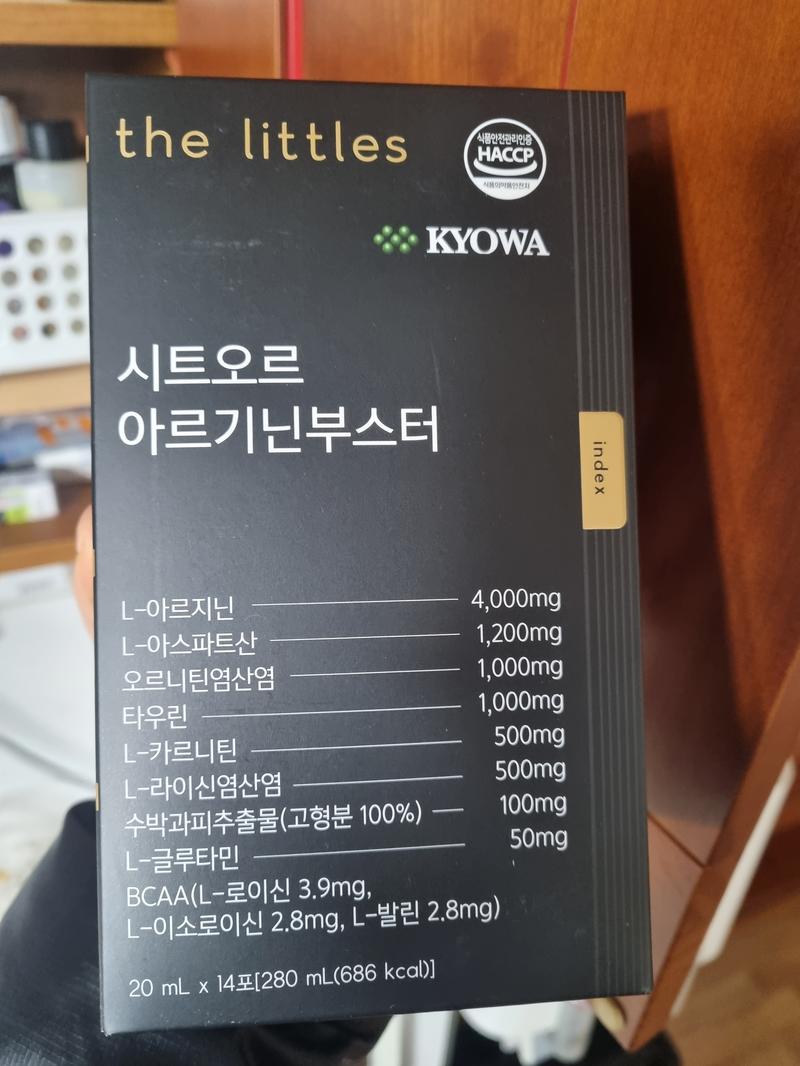 the littles
식품안전관리인증
HACCP
식품의약품안전처
KYOWA
시트오르
아르기닌부스터
index
L-아르지닌 4,000mg
L-아스파트산 1,200mg
오르니틴염산염 1,000mg
타우린 1,000mg
L-카르니틴 500mg
L-라이신염산염 500mg
수박과피추출물(고형분 100%) 100mg
L-글루타민 50mg
BCAA(L-로이신 3.9mg,
L-이소로이신 2.8mg, L-발린 2.8mg)
20 mL x 14포[280 mL(686 kcal)]